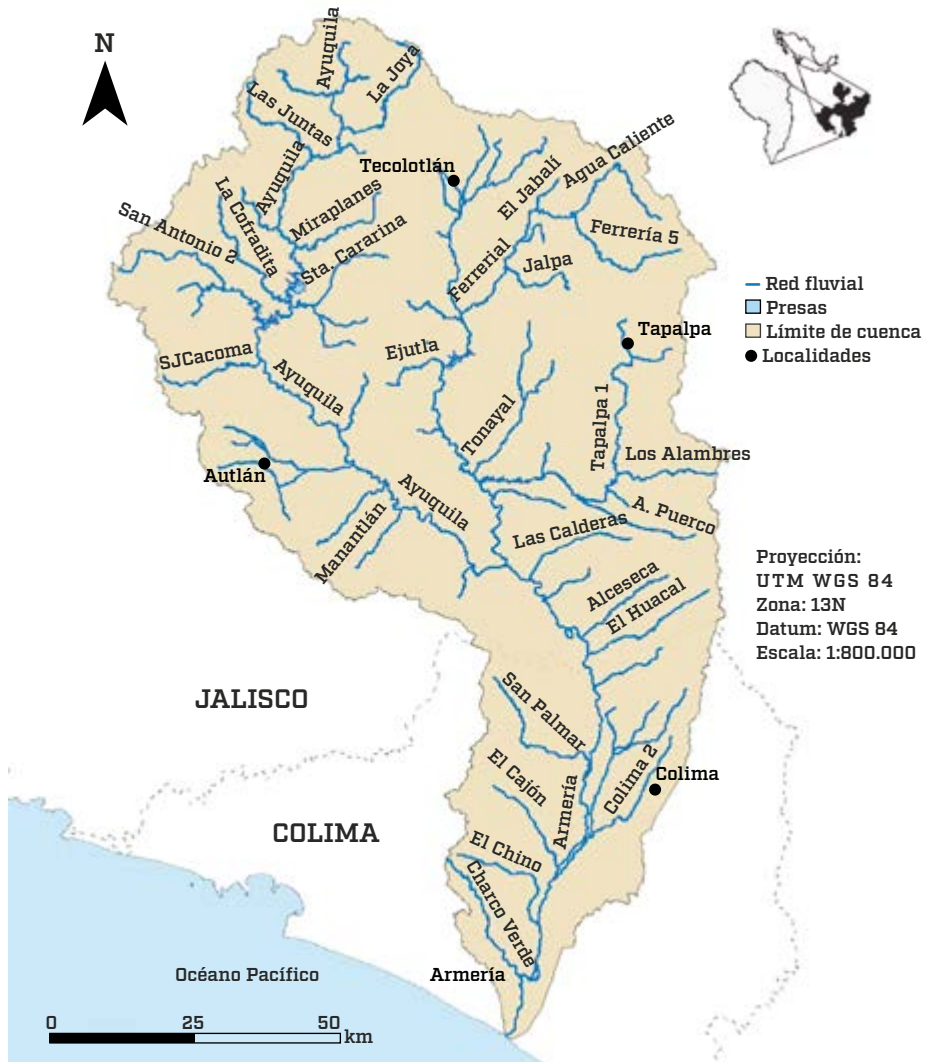 N
Ayuquila
La Joya
Las Juntas
Ayuquila
Tecolotlán
El Jabalí
Agua Caliente
La Cofradita
Miraplanes
San Antonio 2
Sta. Cararina
Ferrería 5
Ferrerial
Jalpa
Red fluvial
Presas
Límite de cuenca
Localidades
Tapalpa
Ejutla
SJCacoma
Ayuquila
Tonayal
Tapalpa 1
Los Alambres
Autlán
Ayuquila
A. Puerco
Las Calderas
Manantlán
Alceseca
El Huacal
Proyección:
UTM WGS 84
Zona: 13N
Datum: WGS 84
Escala: 1:800.000
JALISCO
San Palmar
El Cajón
Armería
Colima 2
Colima
COLIMA
El Chino
Charco Verde
Armería
Océano Pacífico
0 25 50
km